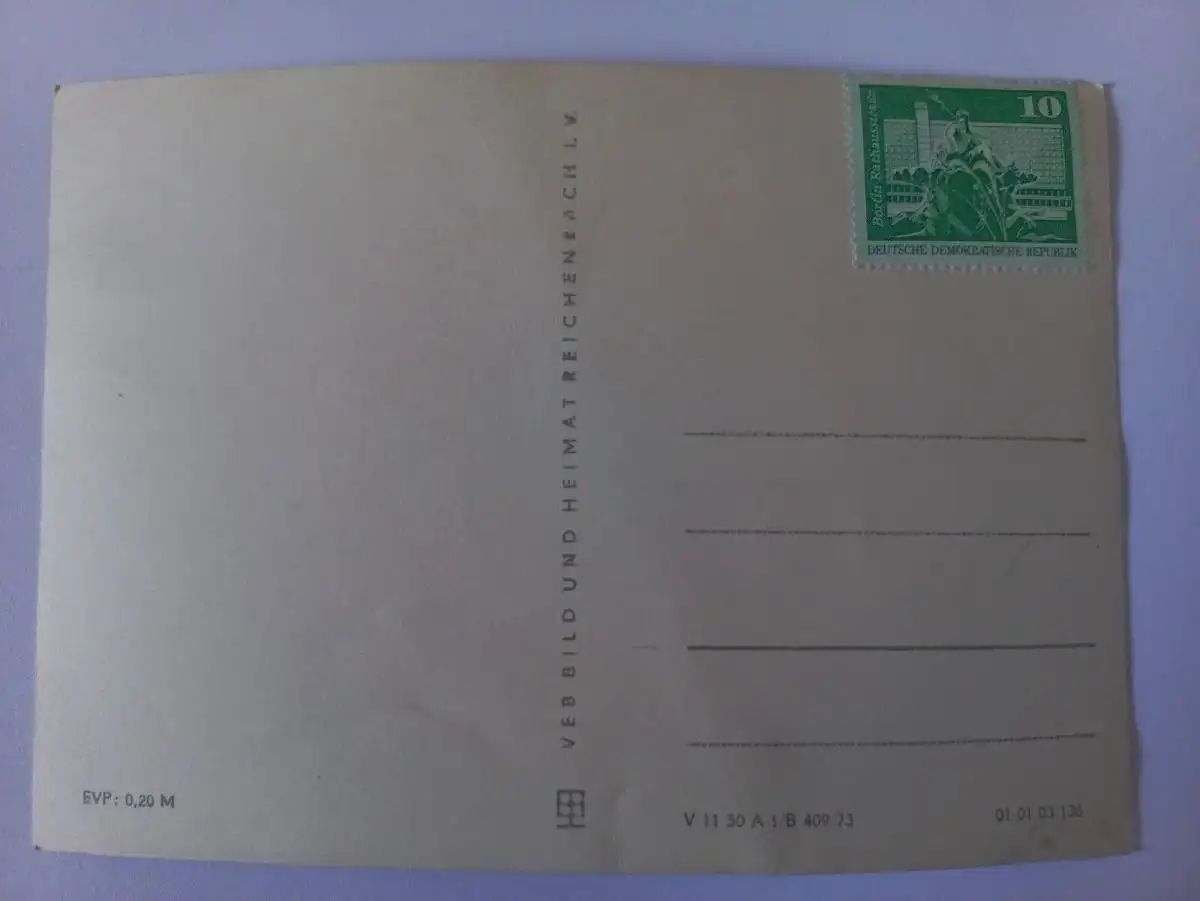 10
Berlin-Rathausstraße
DEUTSCHE DEMOKRATISCHE REPUBLIK
VEB BILD UND HEIMAT REICHENBACH I. V.
EVP: 0,20 M
V 11 50 A 1/B 409 73
01 01 03 136